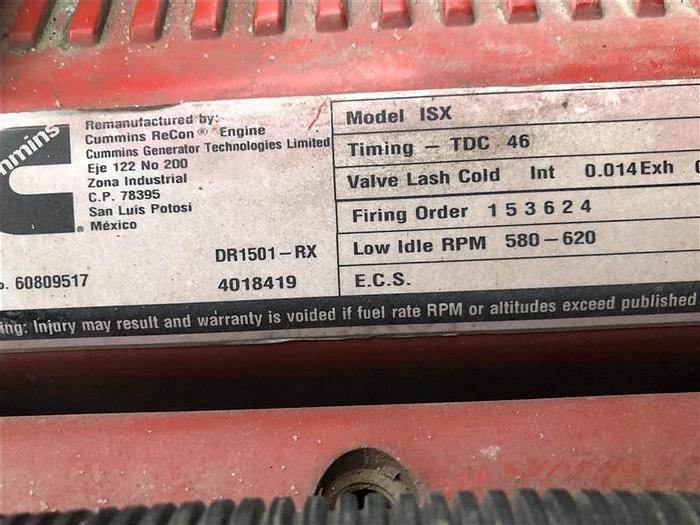 mmins
Remanufactured by:
Cummins ReCon® Engine
Cummins Generator Technologies Limited
Eje 122 No 200
Zona Industrial
C.P. 78395
San Luis Potosi
México
DR1501-RX
o. 60809517
4018419
Model ISX
Timing - TDC 46
Valve Lash Cold Int 0.014 Exh
Firing Order 1 5 3 6 2 4
Low Idle RPM 580-620
E.C.S.
ing: Injury may result and warranty is voided if fuel rate RPM or altitudes exceed published